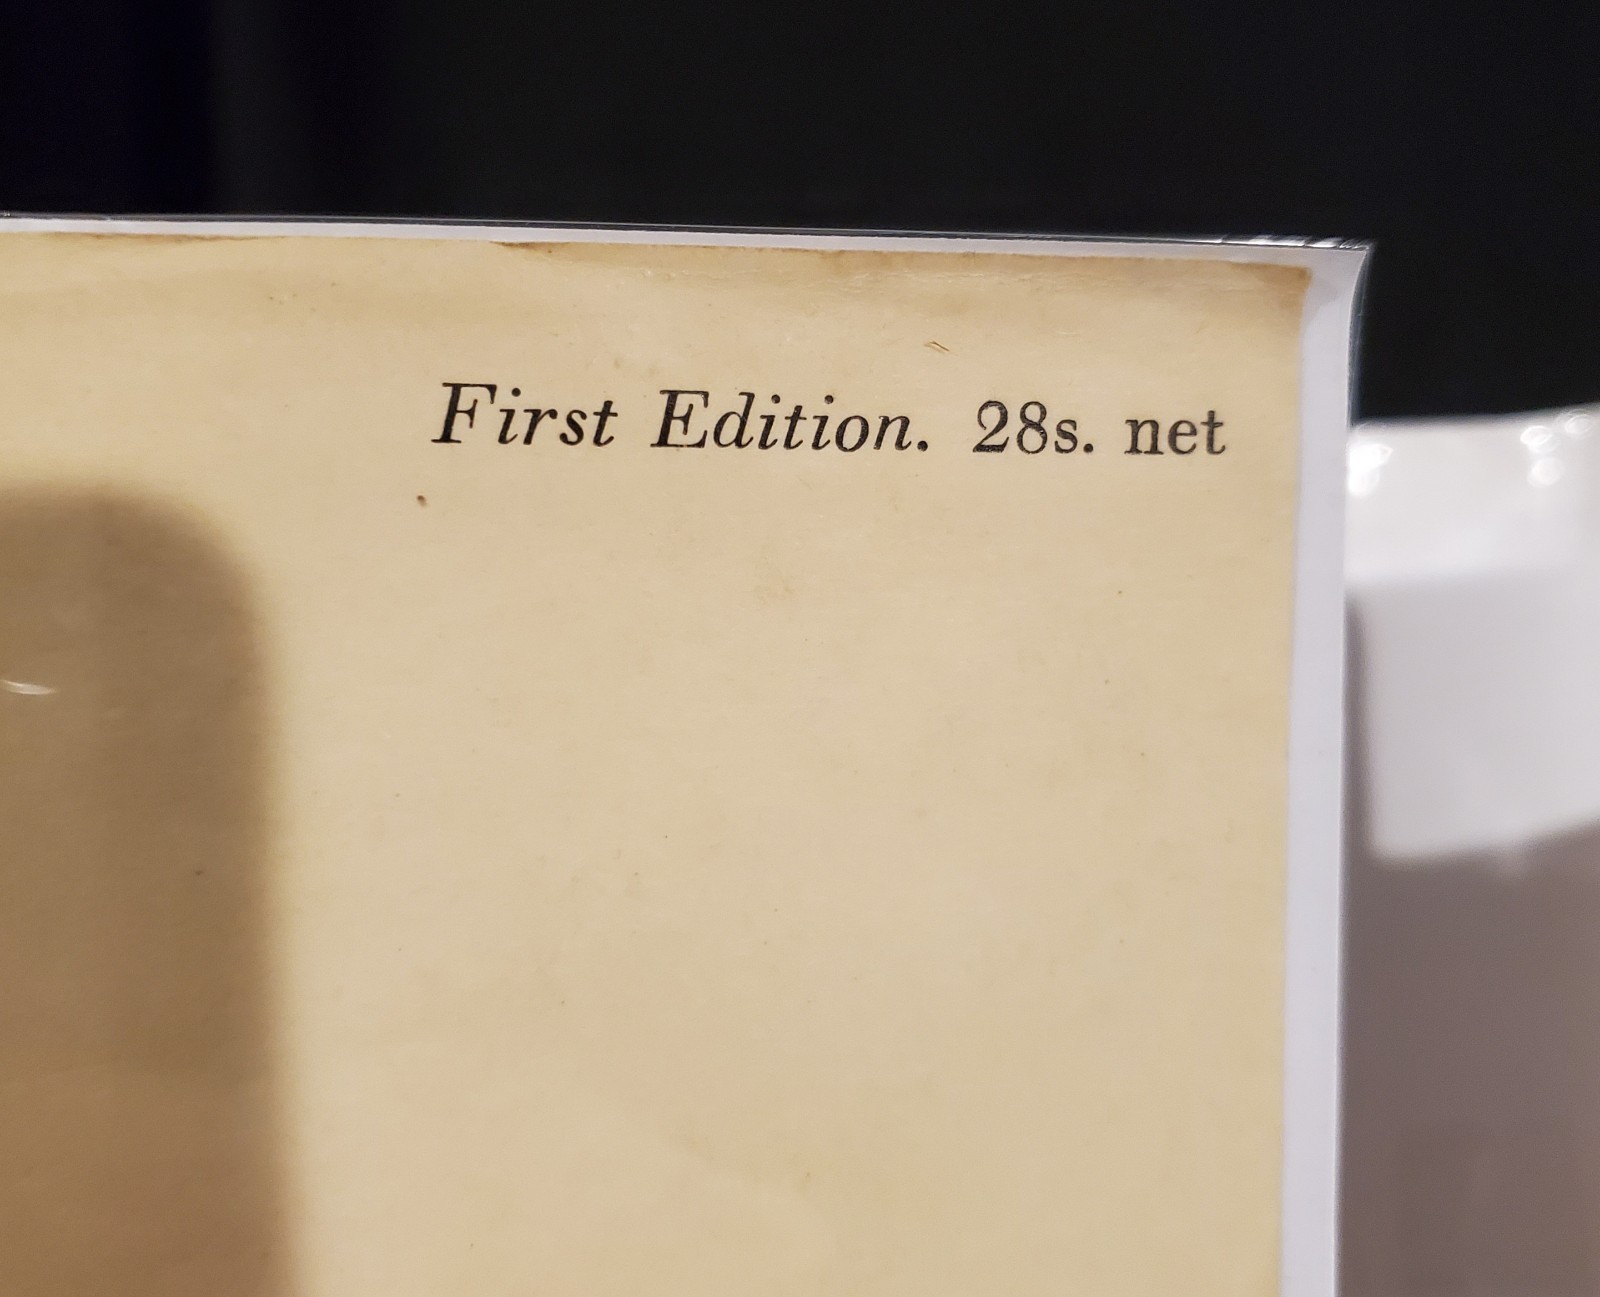 First Edition. 28s. net